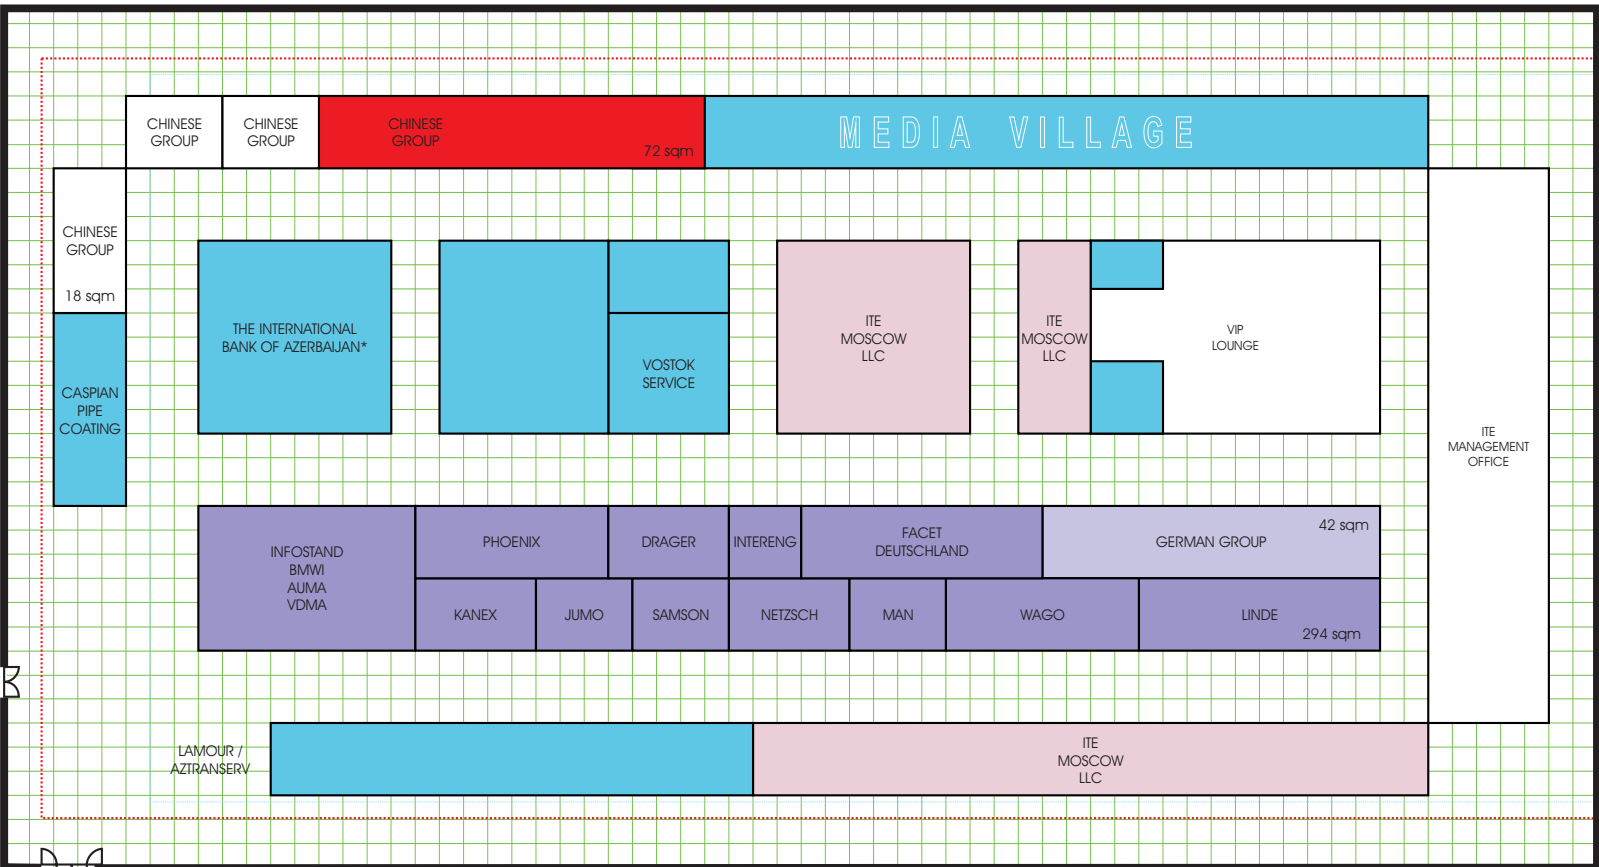 CHINESE
GROUP
CHINESE
GROUP
CHINESE
GROUP
72 sqm
MEDIA VILLAGE
CHINESE
GROUP
18 sqm
CASPIAN
PIPE
COATING
THE INTERNATIONAL
BANK OF AZERBAIJAN*
VOSTOK
SERVICE
ITE
MOSCOW
LLC
ITE
MOSCOW
LLC
VIP
LOUNGE
ITE
MANAGEMENT
OFFICE
INFOSTAND
BMWI
AUMA
VDMA
PHOENIX
DRAGER
INTERENG
FACET
DEUTSCHLAND
GERMAN GROUP
42 sqm
KANEX
JUMO
SAMSON
NETZSCH
MAN
WAGO
LINDE
294 sqm
LAMOUR /
AZTRANSERV
ITE
MOSCOW
LLC